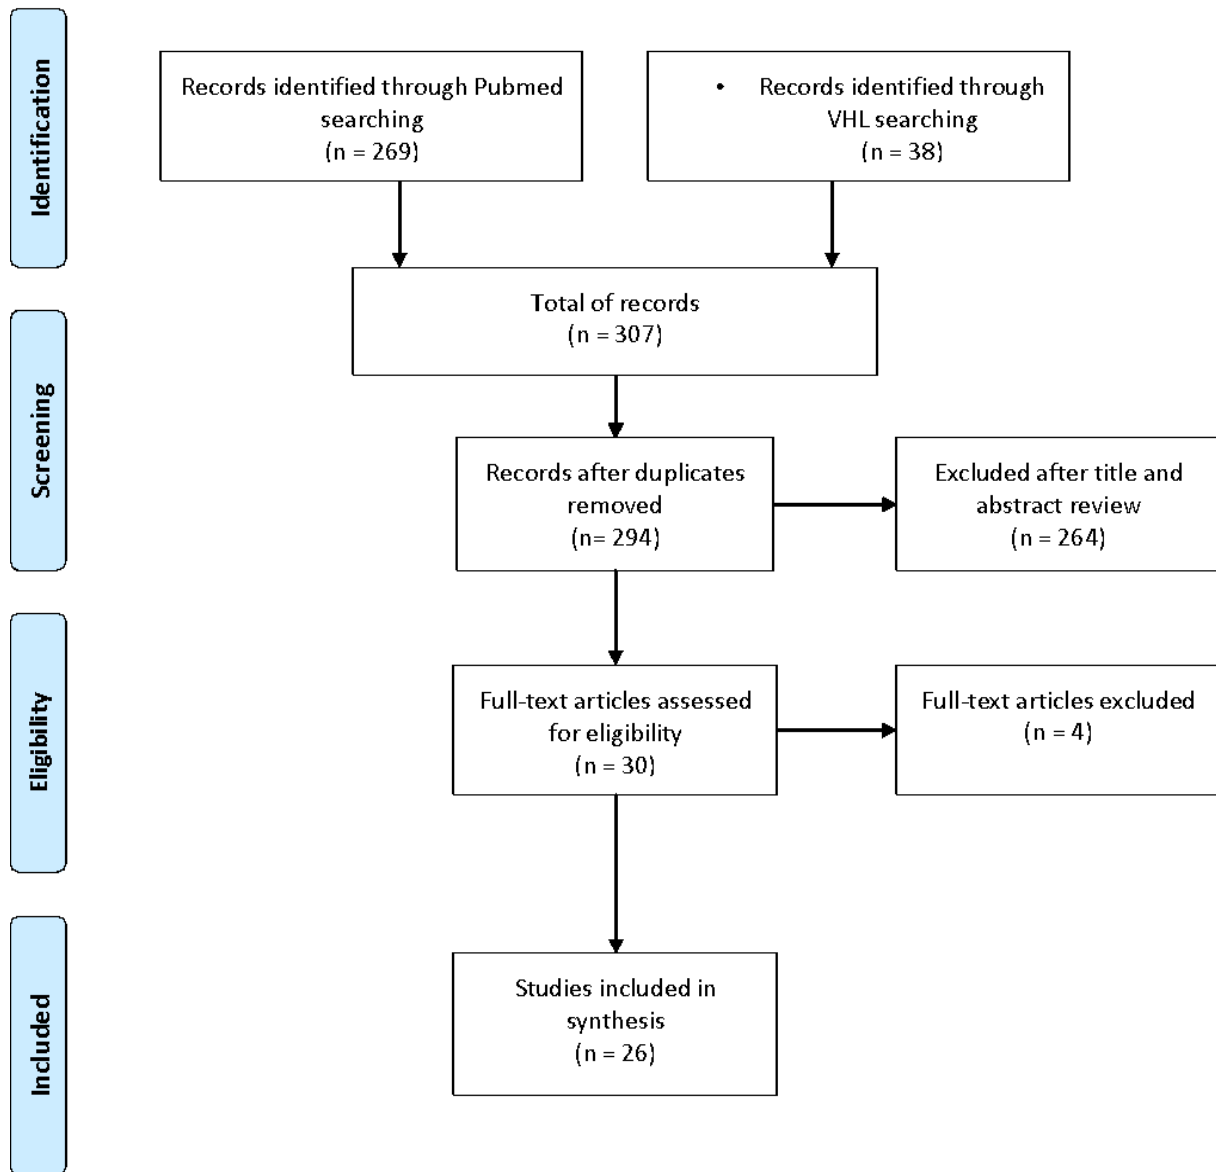 Identification
Records identified through Pubmed
searching
(n = 269)
• Records identified through
VHL searching
(n = 38)
Total of records
(n = 307)
Screening
Records after duplicates
removed
(n= 294)
Excluded after title and
abstract review
(n = 264)
Eligibility
Full-text articles assessed
for eligibility
(n = 30)
Full-text articles excluded
(n = 4)
Included
Studies included in
synthesis
(n = 26)